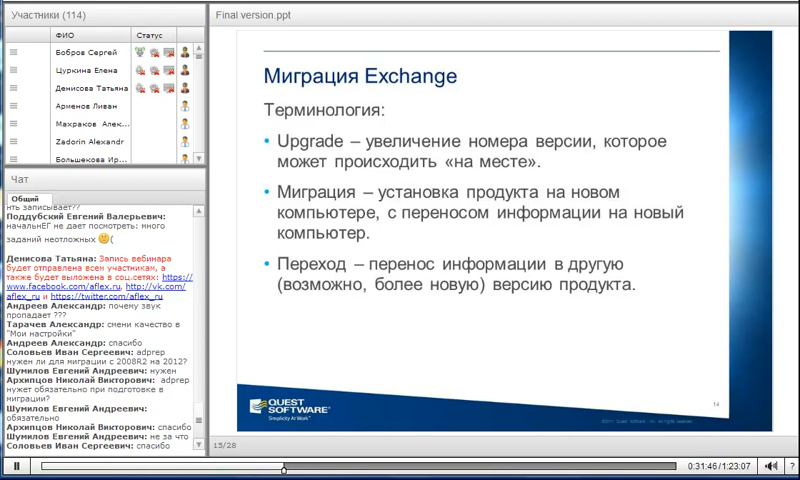 Участники (114)
ФИО Статус
Бобров Сергей
Цуркина Елена
Денисова Татьяна
Арменов Ливан
Махраков Алек...
Zadorin Alexandr
Большекова Ир...
Чат
Общий
нть записывает??
Поддубский Евгений Валерьевич:
начальнЕГ не дает посмотреть: много
заданий неотложных
Денисова Татьяна: Запись вебинара
будет отправлена всем участникам, а
также будет выложена в соц.сетях: https://
www.facebook.com/aflex.ru, http://vk.com/
aflex_ru и https://twitter.com/aflex_ru
Андреев Александр: почему звук
пропадает ???
Тарачев Александр: смени качество в
"Мои настройки"
Андреев Александр: спасибо
Соловьев Иван Сергеевич: adprep
нужен ли для миграции с 2008R2 на 2012?
Шумилов Евгений Андреевич: нужен
Архипцов Николай Викторович: adprep
нужет обязательно при подготовке в
миграции?
Шумилов Евгений Андреевич:
обязательно
Архипцов Николай Викторович: спасибо
Шумилов Евгений Андреевич: не за что
Соловьев Иван Сергеевич: спасибо
Final version.ppt
Миграция Exchange
Терминология:
• Upgrade – увеличение номера версии, которое
может происходить «на месте».
• Миграция – установка продукта на новом
компьютере, с переносом информации на новый
компьютер.
• Переход – перенос информации в другую
(возможно, более новую) версию продукта.
QUEST
SOFTWARE
Simplicity At Work
14
15/28
0:31:46/1:23:07
?